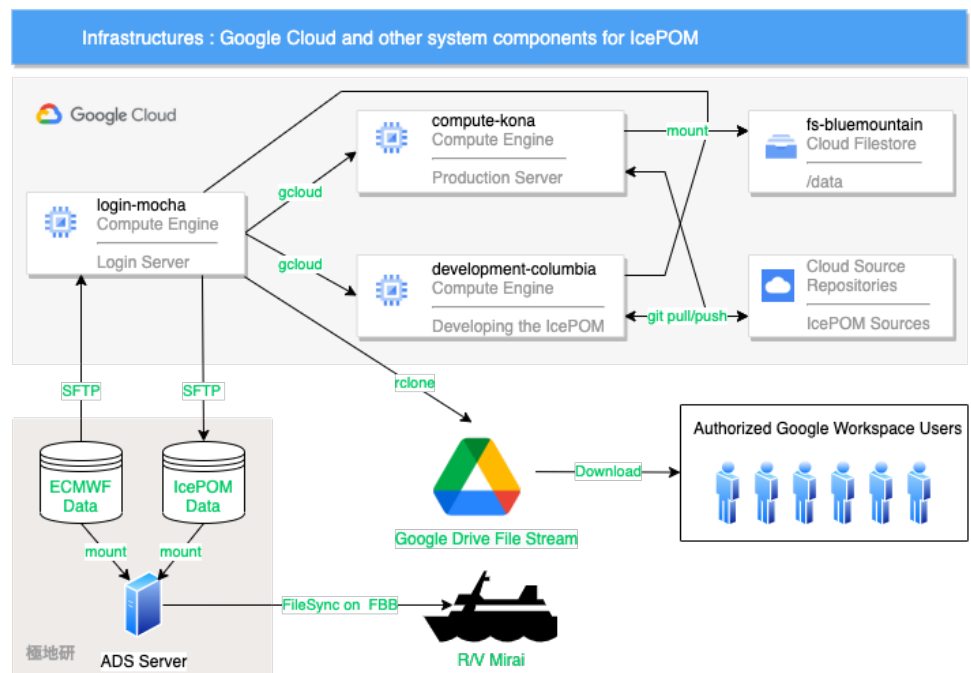 Infrastructures : Google Cloud and other system components for IcePOM
Google Cloud
compute-kona
Compute Engine
Production Server
mount
fs-bluemountain
Cloud Filestore
/data
gcloud
login-mocha
Compute Engine
Login Server
gcloud
development-columbia
Compute Engine
Developing the IcePOM
git pull/push
Cloud Source
Repositories
IcePOM Sources
SFTP
SFTP
rclone
ECMWF
Data
IcePOM
Data
mount
mount
Google Drive File Stream
Download
Authorized Google Workspace Users
FileSync on FBB
極地研
ADS Server
R/V Mirai